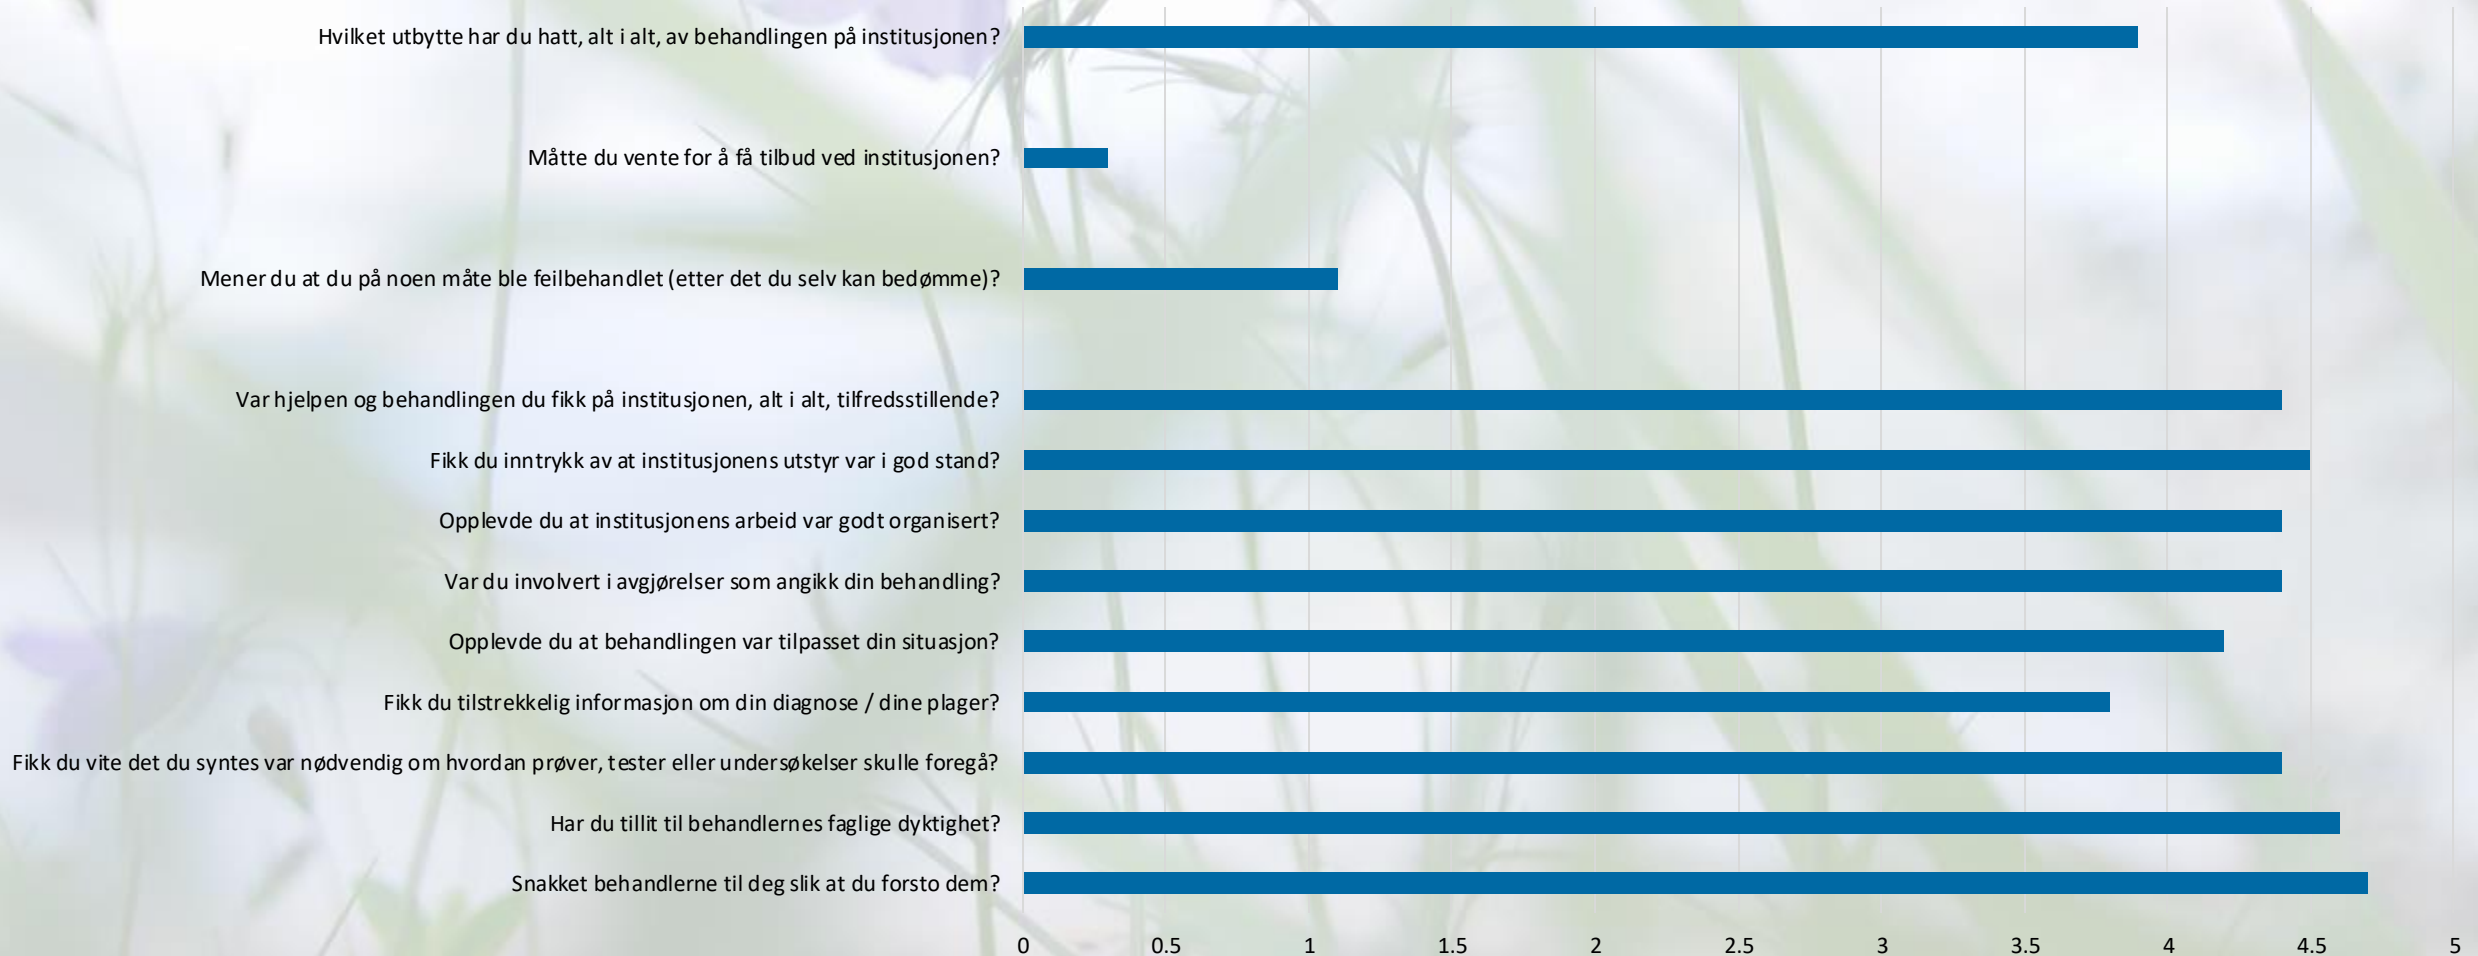 Hvilket utbytte har du hatt, alt i alt, av behandlingen på institusjonen?
Måtte du vente for å få tilbud ved institusjonen?
Mener du at du på noen måte ble feilbehandlet (etter det du selv kan bedømme)?
Var hjelpen og behandlingen du fikk på institusjonen, alt i alt, tilfredsstillende?
Fikk du inntrykk av at institusjonens utstyr var i god stand?
Opplevde du at institusjonens arbeid var godt organisert?
Var du involvert i avgjørelser som angikk din behandling?
Opplevde du at behandlingen var tilpasset din situasjon?
Fikk du tilstrekkelig informasjon om din diagnose / dine plager?
Fikk du vite det du syntes var nødvendig om hvordan prøver, tester eller undersøkelser skulle foregå?
Har du tillit til behandlernes faglige dyktighet?
Snakket behandlerne til deg slik at du forsto dem?
0 0.5 1 1.5 2 2.5 3 3.5 4 4.5 5